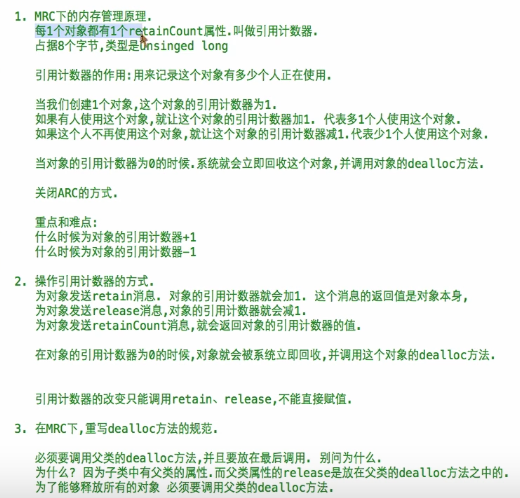 1. MRC下的内存管理原理.
每1个对象都有1个retainCount属性.叫做引用计数器.
占据8个字节,类型是Unsinged long
引用计数器的作用:用来记录这个对象有多少个人正在使用.
当我们创建1个对象,这个对象的引用计数器为1.
如果有人使用这个对象,就让这个对象的引用计数器加1. 代表多1个人使用这个对象.
如果这个人不再使用这个对象,就让这个对象的引用计数器减1.代表少1个人使用这个对象.
当对象的引用计数器为0的时候.系统就会立即回收这个对象,并调用对象的dealloc方法.
关闭ARC的方式.
重点和难点:
什么时候为对象的引用计数器+1
什么时候为对象的引用计数器-1
2. 操作引用计数器的方式.
为对象发送retain消息. 对象的引用计数器就会加1. 这个消息的返回值是对象本身,
为对象发送release消息,对象的引用计数器就会减1.
为对象发送retainCount消息,就会返回对象的引用计数器的值.
在对象的引用计数器为0的时候,对象就会被系统立即回收,并调用这个对象的dealloc方法.
引用计数器的改变只能调用retain、release,不能直接赋值.
3. 在MRC下,重写dealloc方法的规范.
必须要调用父类的dealloc方法,并且要放在最后调用. 别问为什么.
为什么? 因为子类中有父类的属性.而父类属性的release是放在父类的dealloc方法之中的.
为了能够释放所有的对象 必须要调用父类的dealloc方法.